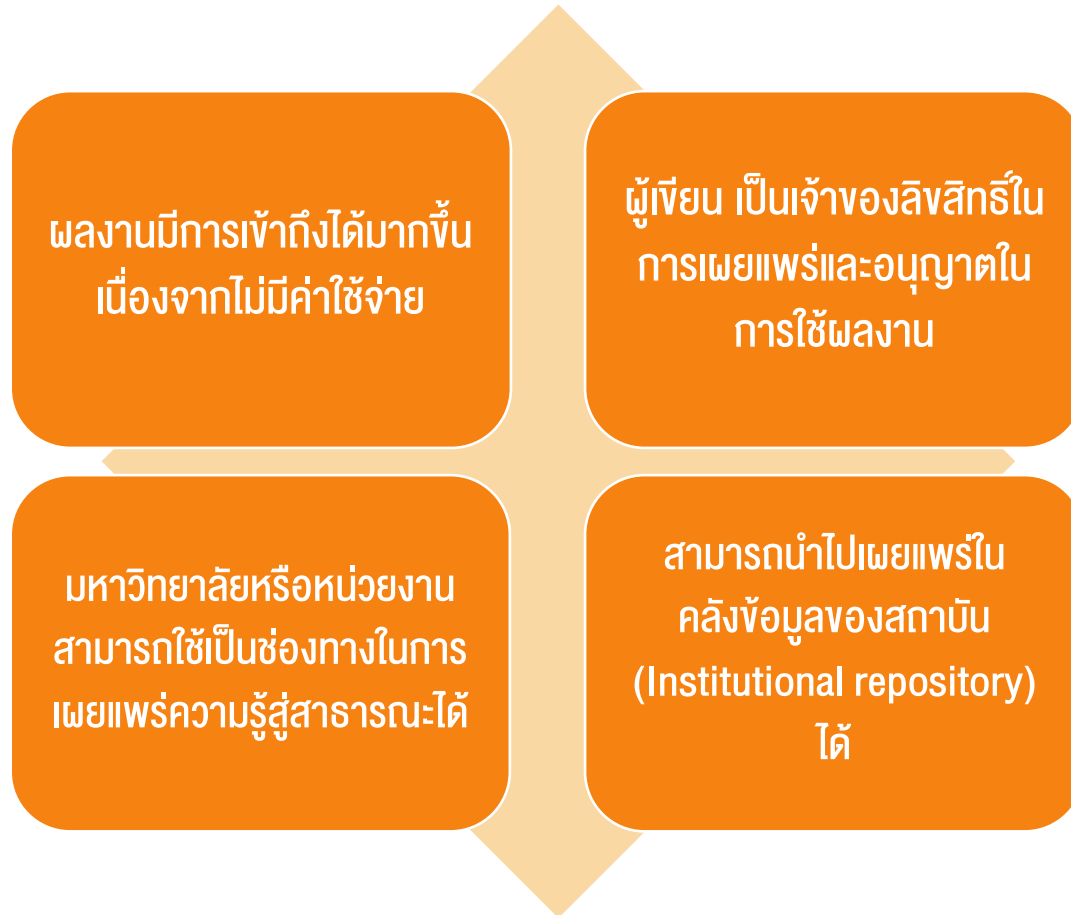 ผลงานมีการเข้าถึงได้มากขึ้น
เนื่องจากไม่มีค่าใช้จ่าย
ผู้เขียน เป็นเจ้าของลิขสิทธิ์ใน
การเผยแพร่และอนุญาตใน
การใช้ผลงาน
มหาวิทยาลัยหรือหน่วยงาน
สามารถใช้เป็นช่องทางในการ
เผยแพร่ความรู้สู่สาธารณะได้
สามารถนำไปเผยแพร่ใน
คลังข้อมูลของสถาบัน
(Institutional repository)
ได้